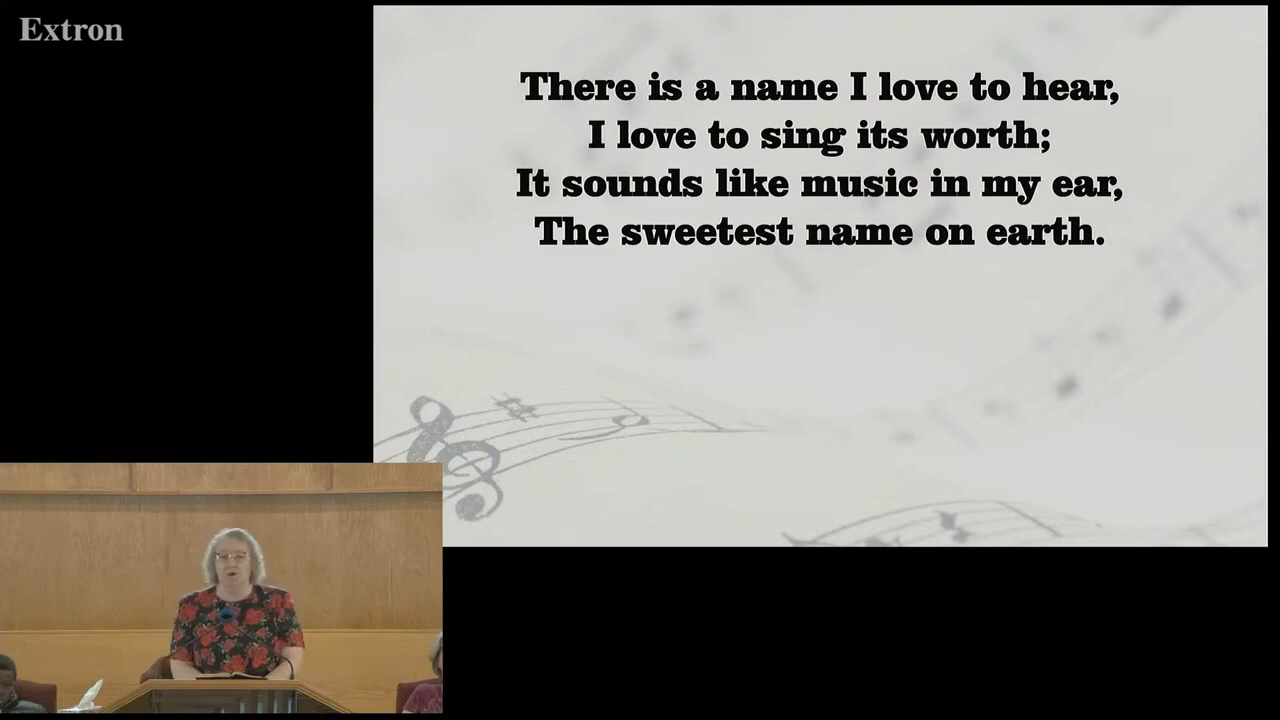 Extron
There is a name I love to hear,
I love to sing its worth;
It sounds like music in my ear,
The sweetest name on earth.